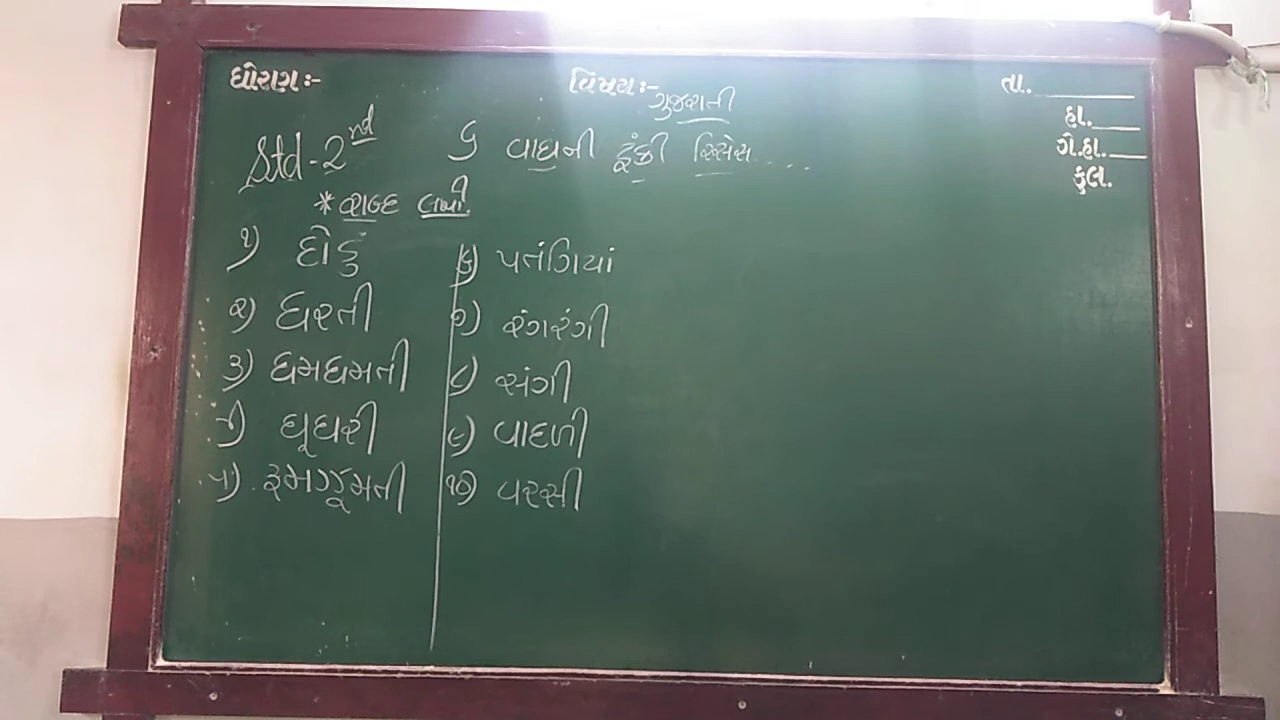 ધોરણ :-
વિષય :- ગુજરાતી
તા.
હા.
ગે.હા.
કુલ.
Std - 2nd
૬ વાઘની ટૂંકી રિસેસ....
* શબ્દ લખો
૧) દોડું
૨) ધરતી
૩) ધમધમતી
૪) ઘૂઘરી
૫) રૂમઝૂમતી
૬) પતંગિયાં
૭) રંગરંગી
૮) સંગી
૯) વાદળી
૧૦) વરસી